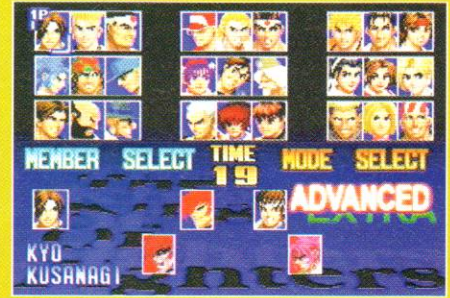 1P
MEMBER SELECT TIME MODE SELECT
19
ADVANCED
EXTRA
KYO
KUSANAGI